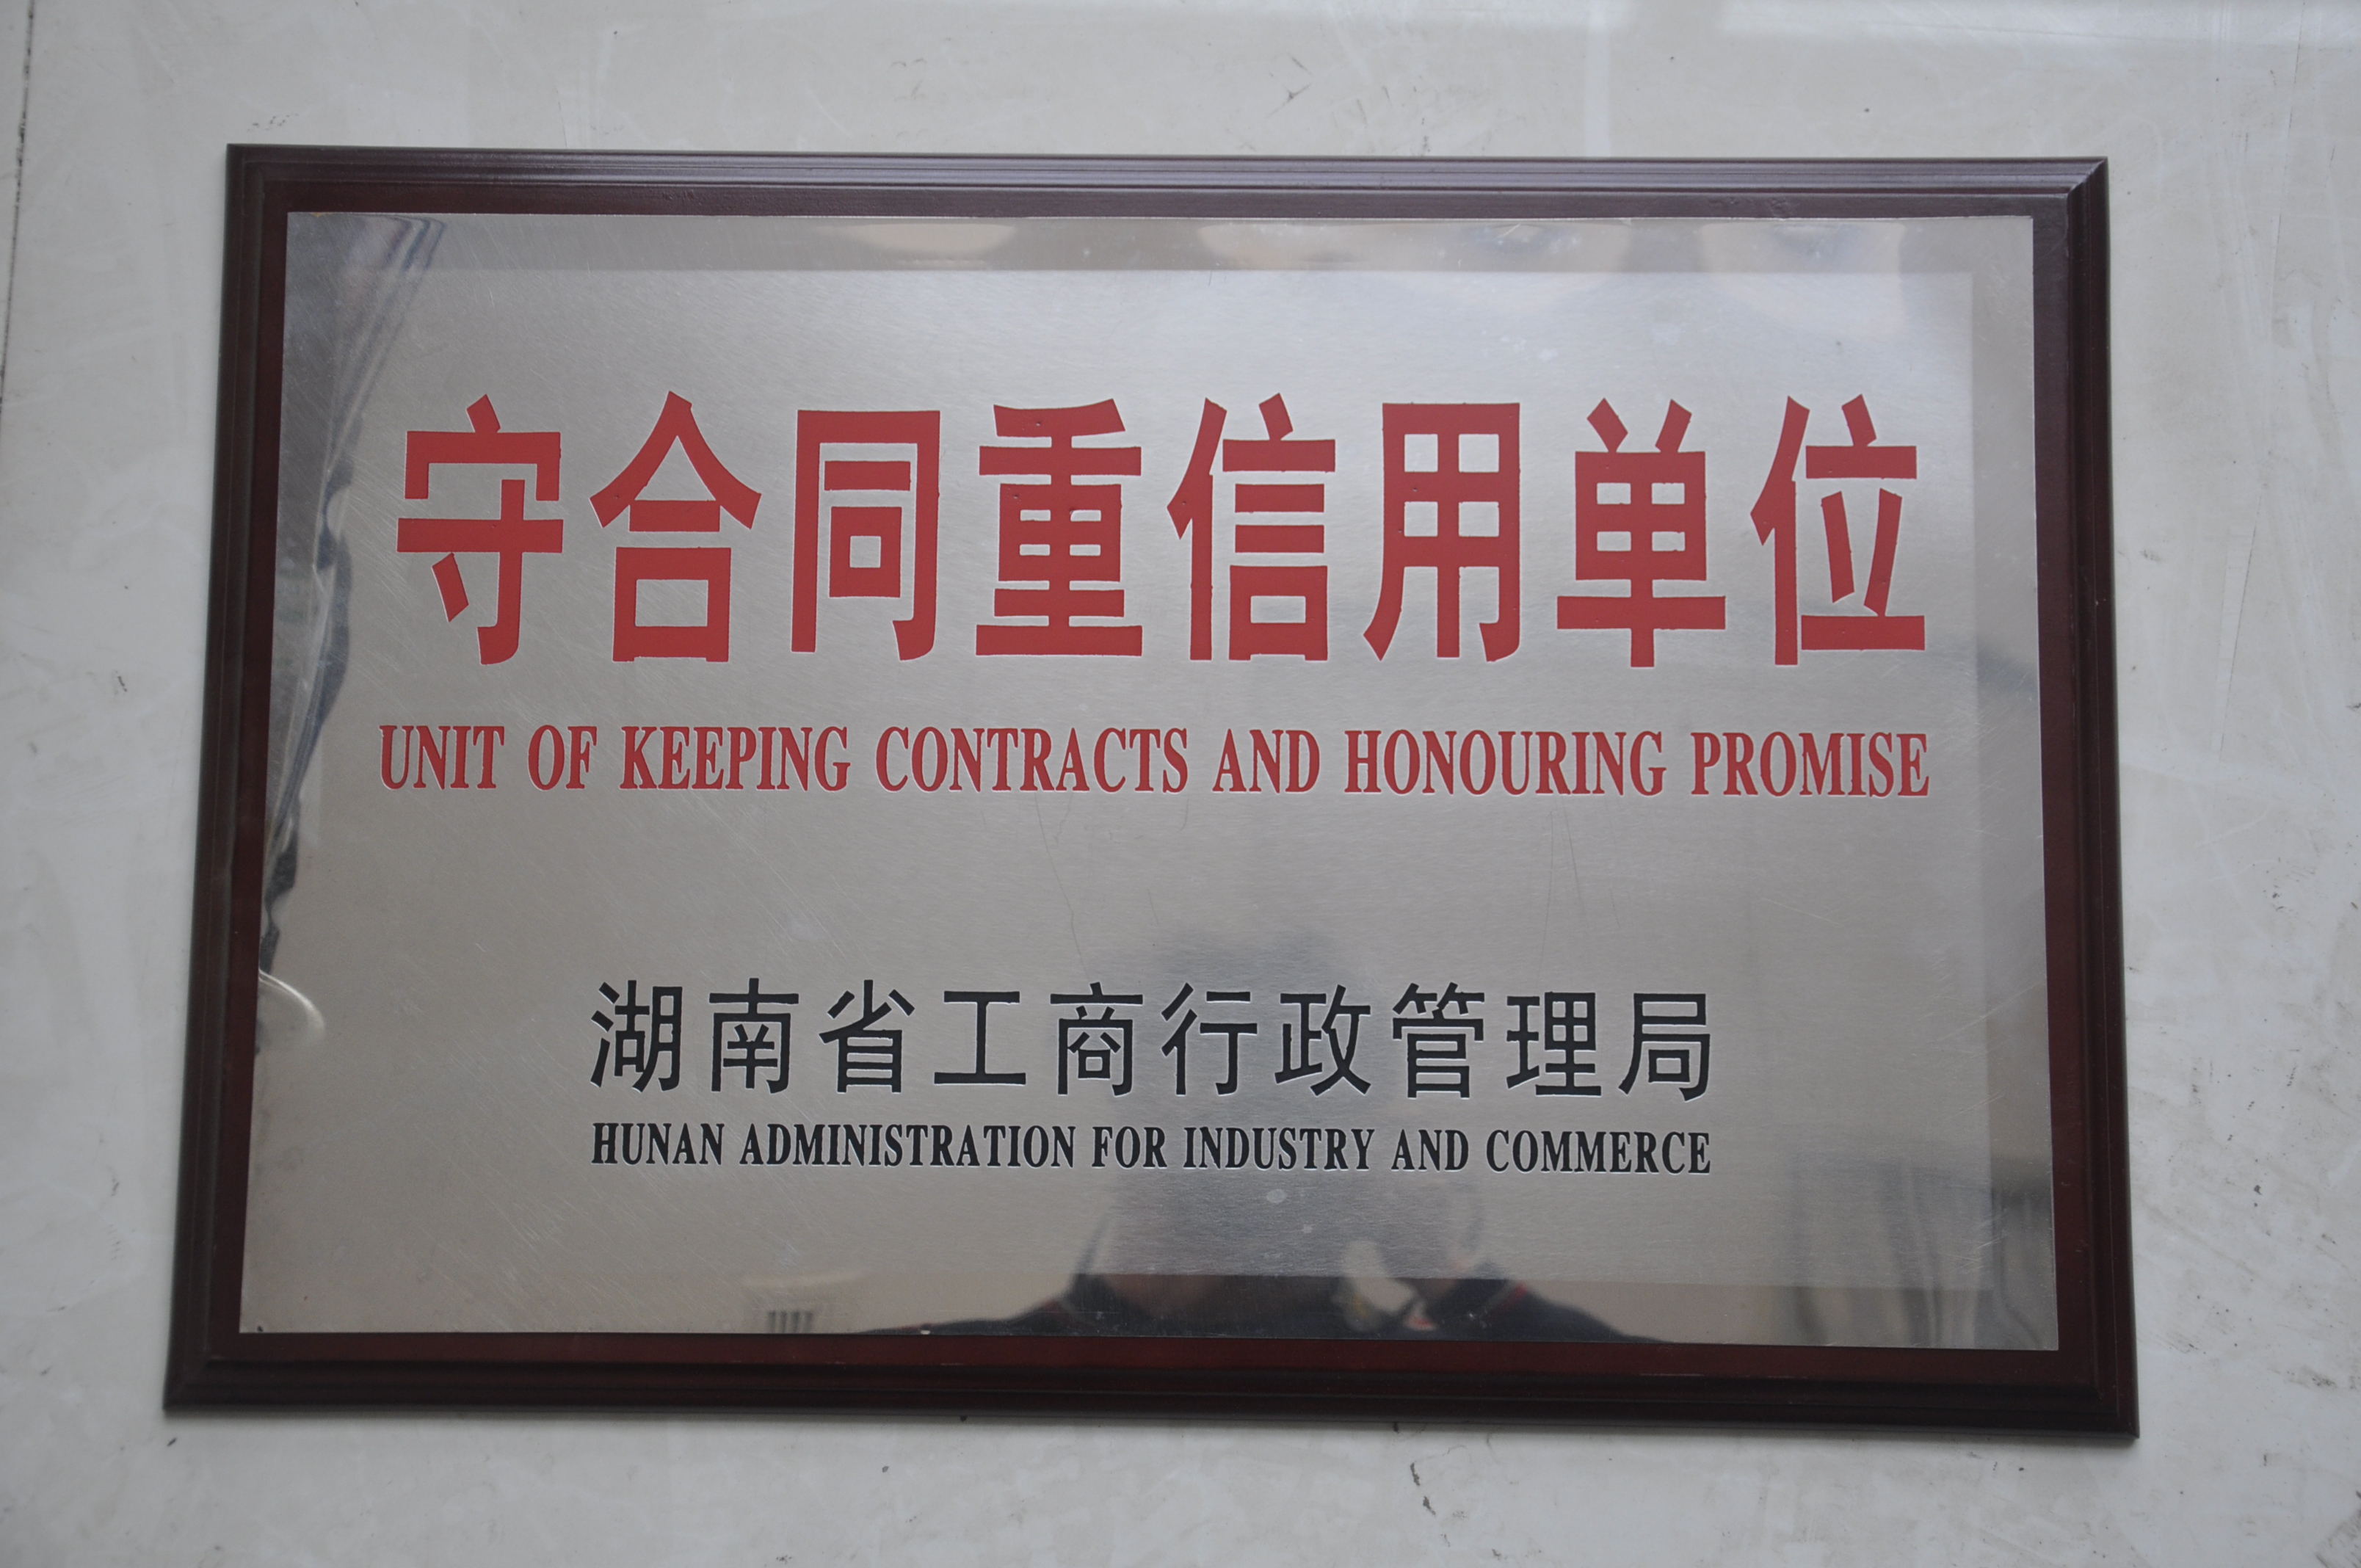 守合同重信用单位
UNIT OF KEEPING CONTRACTS AND HONOURING PROMISE
湖南省工商行政管理局
HUNAN ADMINISTRATION FOR INDUSTRY AND COMMERCE